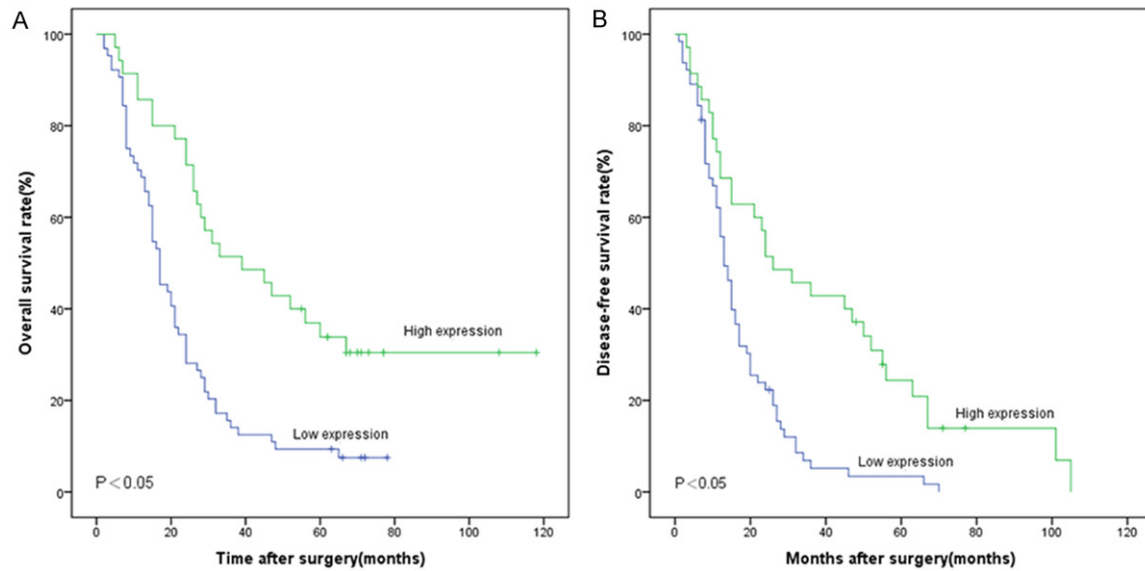 A
Overall survival rate(%)
100
80
60
40
20
0
High expression
Low expression
P<0.05
0 20 40 60 80 100 120
Time after surgery(months)
B
Disease-free survival rate(%)
100
80
60
40
20
0
High expression
Low expression
P<0.05
0 20 40 60 80 100 120
Months after surgery(months)